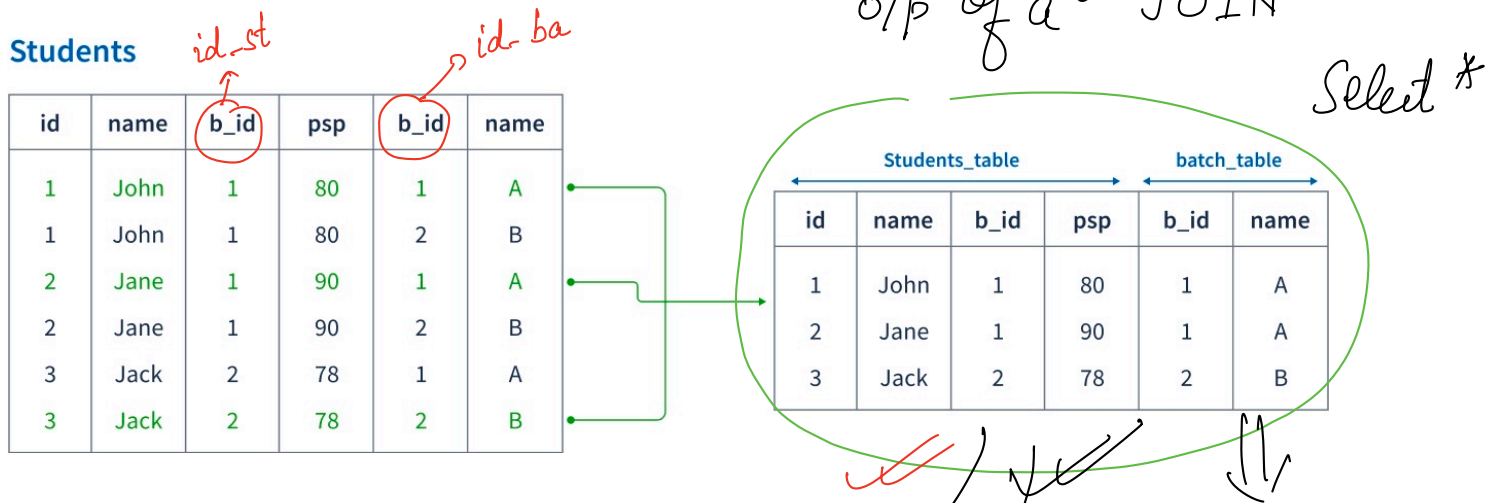 o/p of a JOIN
Students
id_st
id_ba
Select *
id name b_id psp b_id name
1 John 1 80 1 A
1 John 1 80 2 B
2 Jane 1 90 1 A
2 Jane 1 90 2 B
3 Jack 2 78 1 A
3 Jack 2 78 2 B
Students_table batch_table
id name b_id psp b_id name
1 John 1 80 1 A
2 Jane 1 90 1 A
3 Jack 2 78 2 B